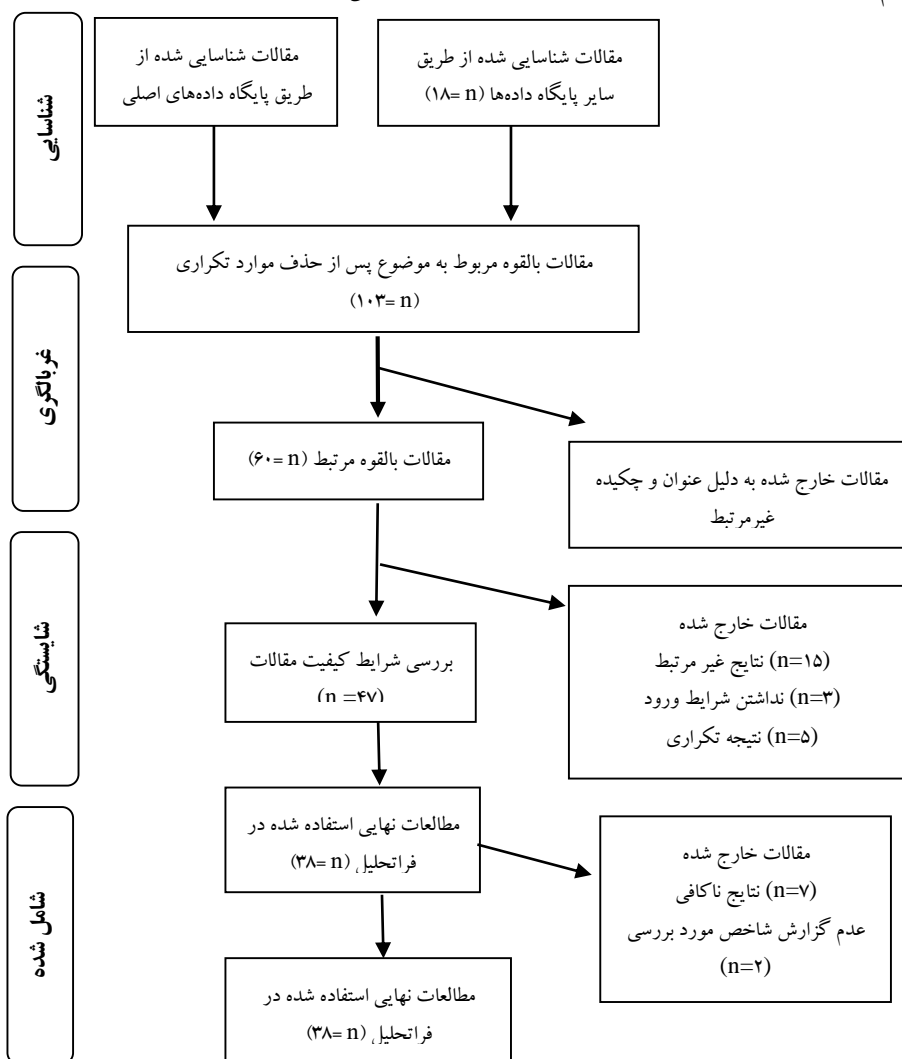 شناسایی
مقالات شناسایی شده از
طریق پایگاه داده‌های اصلی
مقالات شناسایی شده از طریق
سایر پایگاه داده‌ها (n =۱۸)
مقالات بالقوه مربوط به موضوع پس از حذف موارد تکراری
(n =۱۰۳)
غربالگری
مقالات بالقوه مرتبط (n =۶۰)
مقالات خارج شده به دلیل عنوان و چکیده
غیرمرتبط
شایستگی
بررسی شرایط کیفیت مقالات
(n =۴۷)
مقالات خارج شده
نتایج غیر مرتبط (n=۱۵)
نداشتن شرایط ورود (n=۳)
نتیجه تکراری (n=۵)
شامل شده
مطالعات نهایی استفاده شده در
فراتحلیل (n =۳۸)
مقالات خارج شده
نتایج ناکافی (n=۷)
عدم گزارش شاخص مورد بررسی
(n=۲)
مطالعات نهایی استفاده شده در
فراتحلیل (n =۳۸)